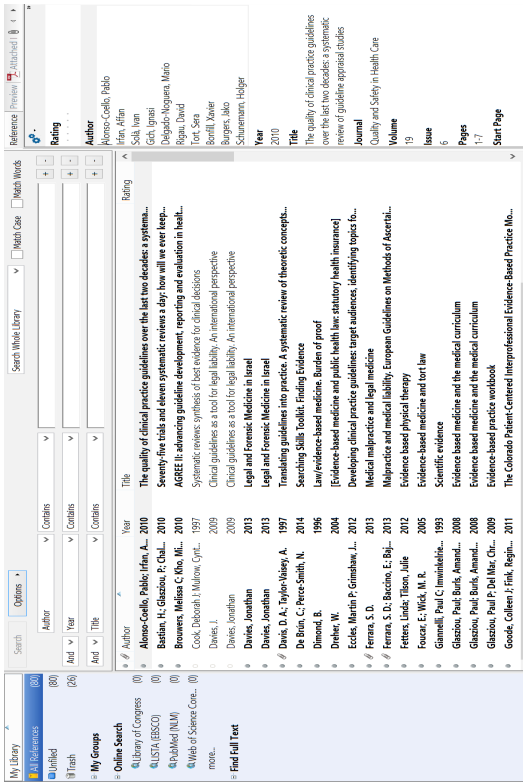 My Library
All References (80)
Unfiled (80)
Trash (26)
My Groups
Online Search
Library of Congress (0)
LISTA (EBSCO) (0)
PubMed (NLM) (0)
Web of Science Core... (0)
more...
Find Full Text
Search Options Search Whole Library Match Case Match Words
Author Contains + -
And Year Contains + -
And Title Contains + -
Author Year Title Rating
Alonso-Coello, Pablo; Irfan, A... 2010 The quality of clinical practice guidelines over the last two decades: a systema...
Bastian, H.; Glasziou, P.; Chal... 2010 Seventy-five trials and eleven systematic reviews a day: how will we ever keep...
Brouwers, Melissa C; Kho, Mi... 2010 AGREE II: advancing guideline development, reporting and evaluation in healt...
Cook, Deborah J; Mulrow, Cynt... 1997 Systematic reviews: synthesis of best evidence for clinical decisions
Davies, J. 2009 Clinical guidelines as a tool for legal liability. An international perspective
Davies, Jonathan 2009 Clinical guidelines as a tool for legal liability: An international perspective
Davies, Jonathan 2013 Legal and Forensic Medicine in Israel
Davies, Jonathan 2013 Legal and Forensic Medicine in Israel
Davis, D. A.; Taylor-Vaisey, A. 1997 Translating guidelines into practice. A systematic review of theoretic concepts...
De Brún, C.; Pearce-Smith, N. 2014 Searching Skills Toolkit. Finding Evidence
Dimond, B. 1996 Law/evidence-based medicine. Burden of proof
Dreher, W. 2004 [Evidence-based medicine and public health law: statutory health insurance]
Eccles, Martin P; Grimshaw, J... 2012 Developing clinical practice guidelines: target audiences, identifying topics fo...
Ferrara, S. D. 2013 Medical malpractice and legal medicine
Ferrara, S. D.; Baccino, E.; Baj... 2013 Malpractice and medical liability. European Guidelines on Methods of Ascertai...
Fetters, Linda; Tilson, Julie 2012 Evidence based physical therapy
Foucar, E.; Wick, M. R. 2005 Evidence-based medicine and tort law
Giannelli, Paul C; Imwinkelrie... 1993 Scientific evidence
Glasziou, Paul; Burls, Amand... 2008 Evidence based medicine and the medical curriculum
Glasziou, Paul; Burls, Amand... 2008 Evidence based medicine and the medical curriculum
Glasziou, Paul P; Del Mar, Chr... 2009 Evidence-based practice workbook
Goode, Colleen J; Fink, Regin... 2011 The Colorado Patient-Centered Interprofessional Evidence-Based Practice Mo...
Reference Preview Attached
Rating
Author
Alonso-Coello, Pablo
Irfan, Affan
Solà, Ivan
Gich, Ignasi
Delgado-Noguera, Mario
Rigau, David
Tort, Sera
Bonfill, Xavier
Burgers, Jako
Schunemann, Holger
Year
2010
Title
The quality of clinical practice guidelines
over the last two decades: a systematic
review of guideline appraisal studies
Journal
Quality and Safety in Health Care
Volume
19
Issue
6
Pages
1-7
Start Page